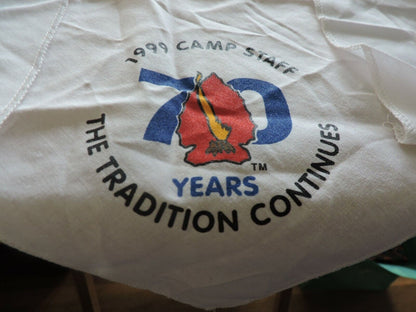 1999 CAMP STAFF
70
TM
YEARS
THE TRADITION CONTINUES